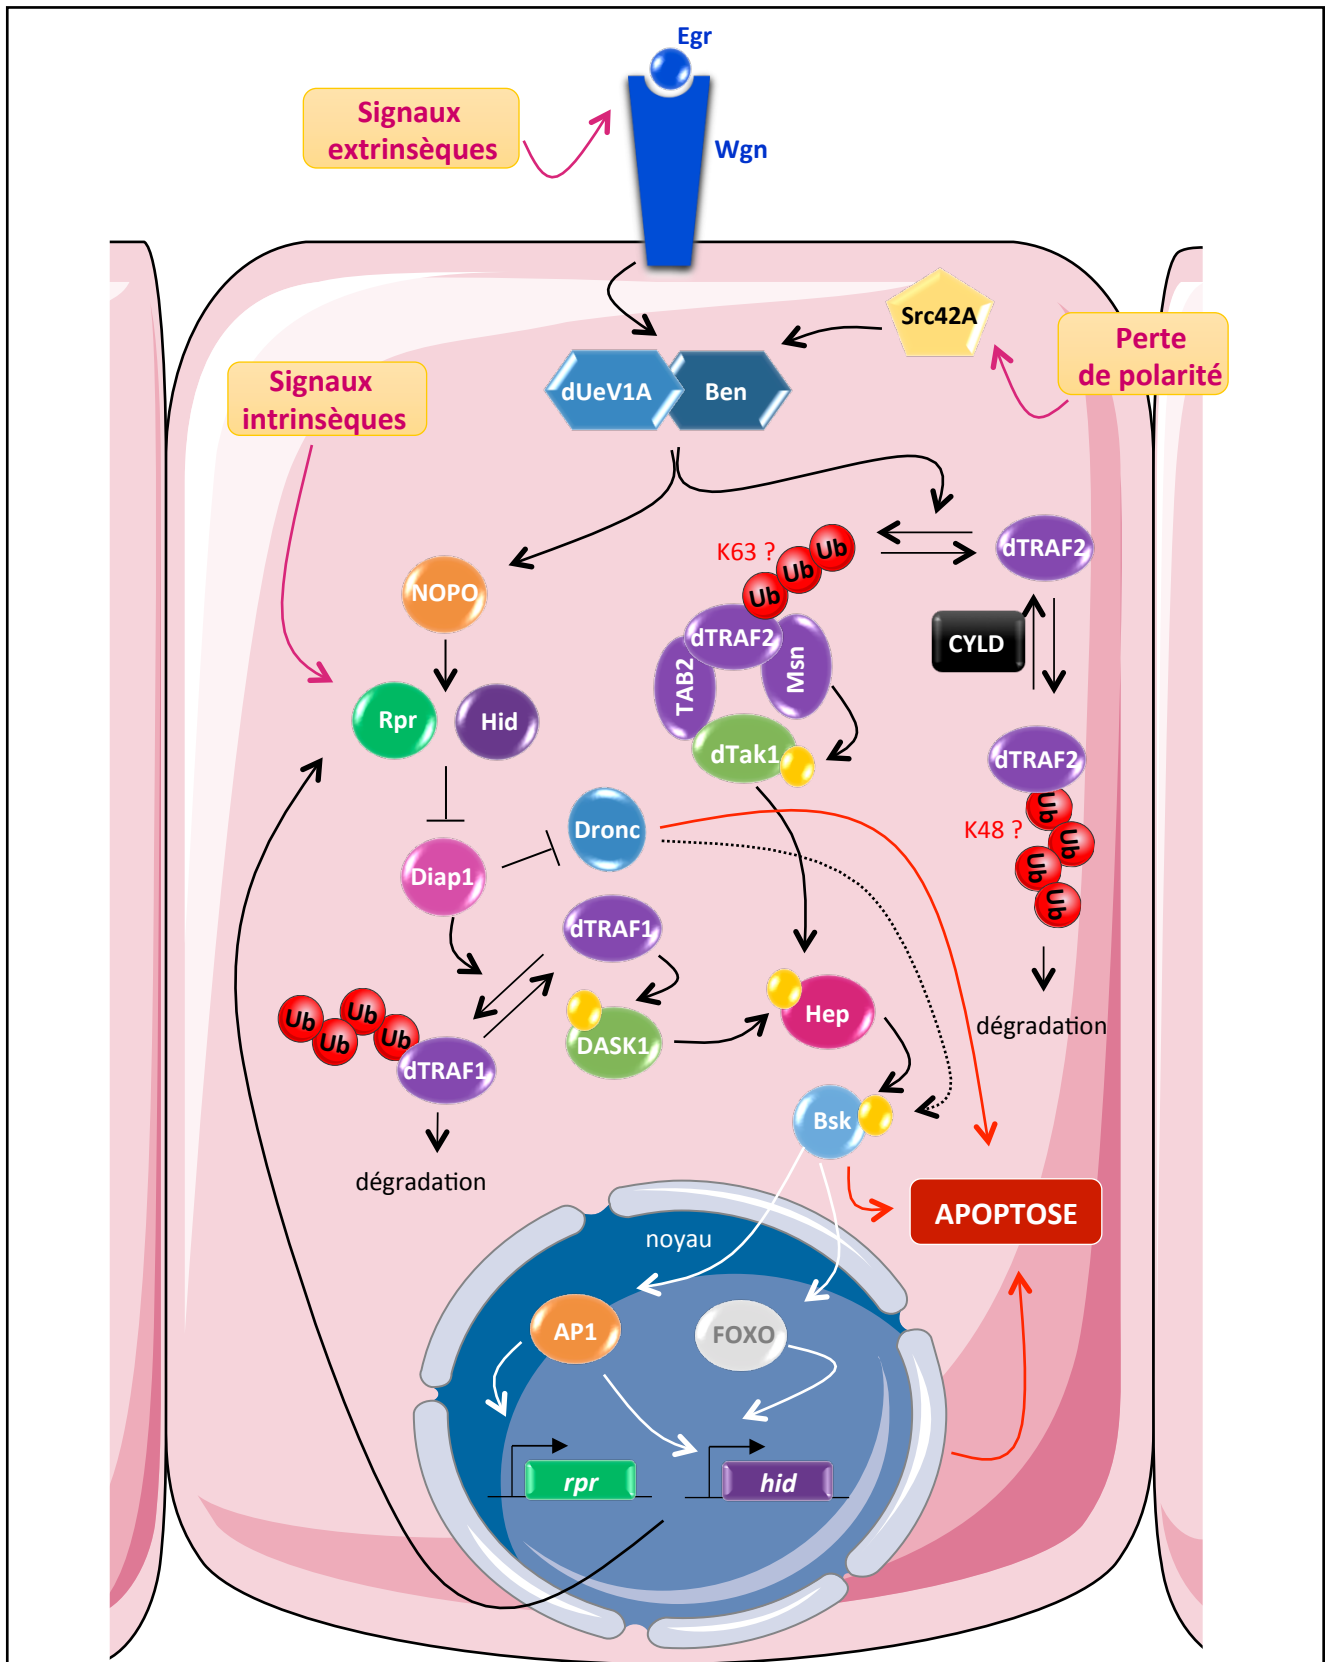 Egr
Signaux
extrinsèques
Wgn
Src42A
Perte
de polarité
Signaux
intrinsèques
dUeV1A
Ben
K63 ?
Ub
Ub
Ub
dTRAF2
NOPO
dTRAF2
CYLD
TAB2
Msn
Rpr
Hid
dTak1
dTRAF2
Dronc
K48 ?
Ub
Ub
Ub
Ub
Diap1
dTRAF1
Ub
Ub
Ub
Ub
Hep
dégradation
DASK1
dTRAF1
Bsk
dégradation
APOPTOSE
noyau
AP1
FOXO
rpr
hid